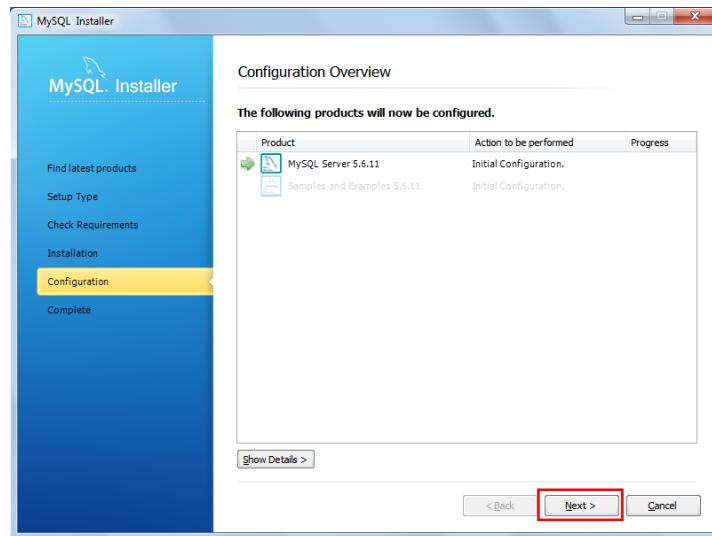 MySQL Installer
MySQL. Installer
Find latest products
Setup Type
Check Requirements
Installation
Configuration
Complete
Configuration Overview
The following products will now be configured.
Product Action to be performed Progress
MySQL Server 5.6.11 Initial Configuration.
Samples and Examples 5.6.11 Initial Configuration.
Show Details >
< Back Next > Cancel